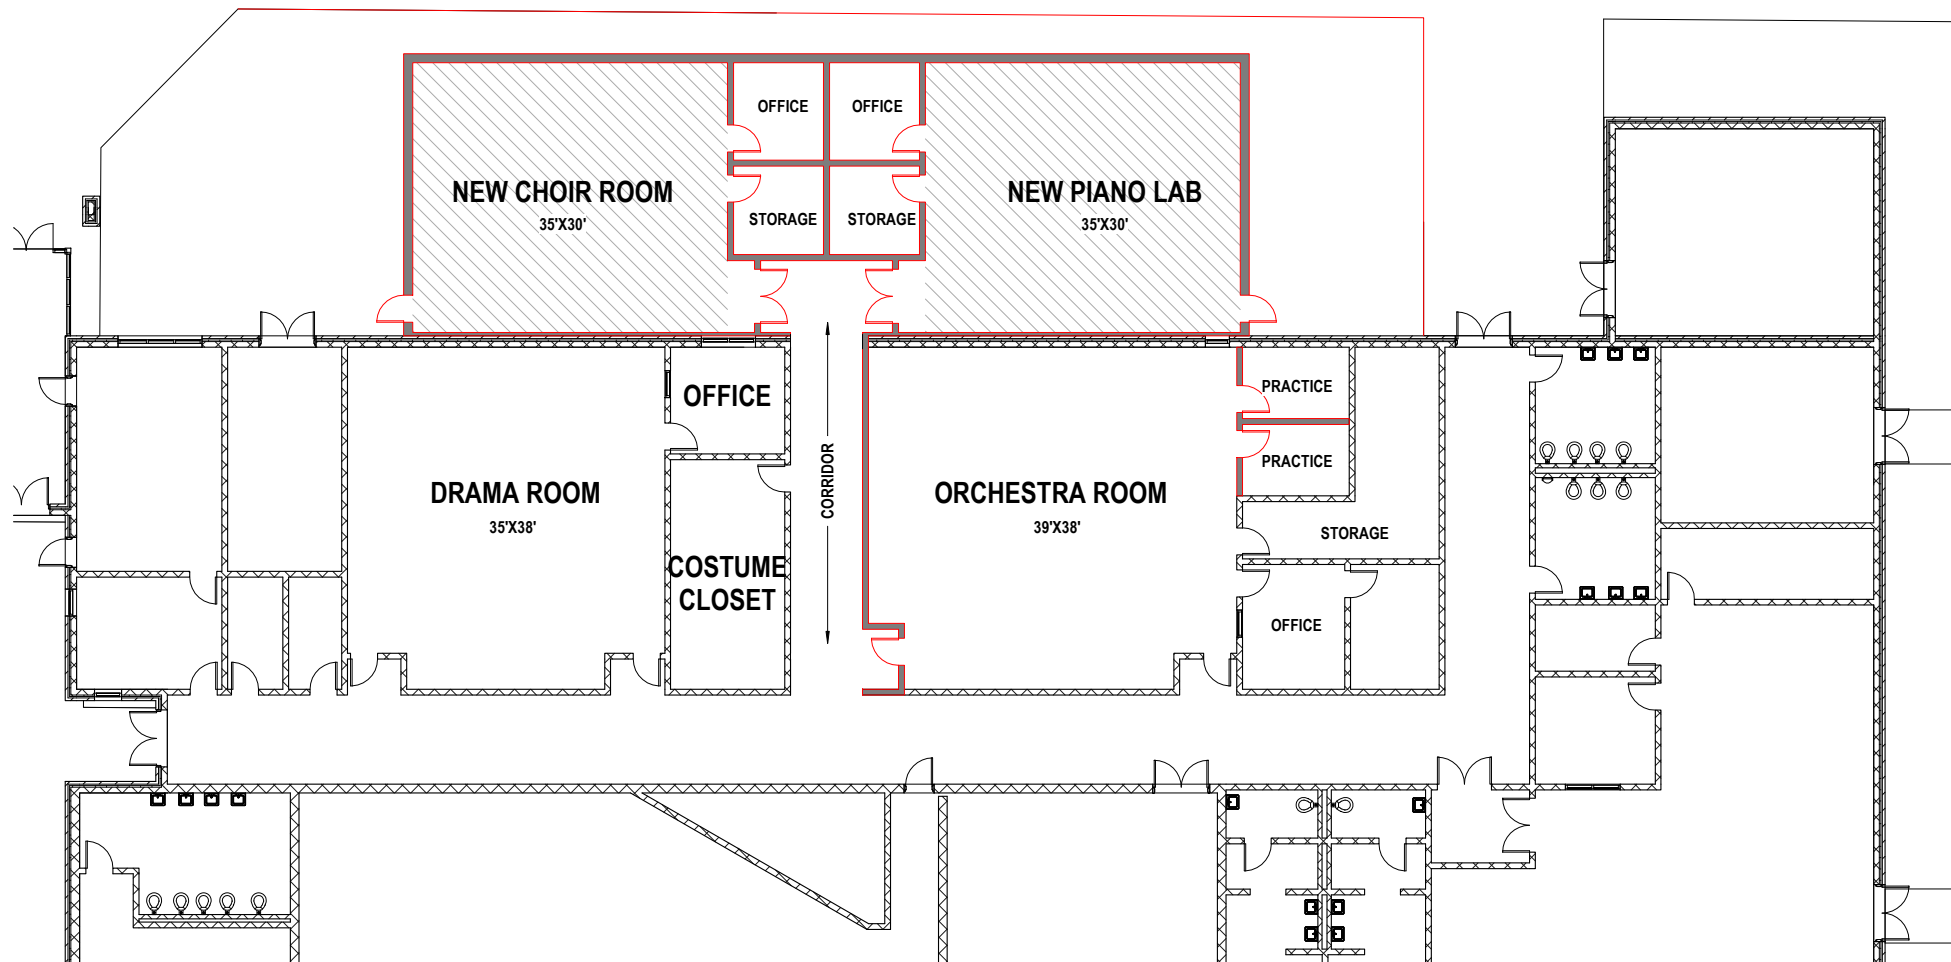 OFFICE
OFFICE
NEW CHOIR ROOM
35'X30'
STORAGE
STORAGE
NEW PIANO LAB
35'X30'
OFFICE
PRACTICE
PRACTICE
CORRIDOR
DRAMA ROOM
35'X38'
ORCHESTRA ROOM
39'X38'
STORAGE
COSTUME
CLOSET
OFFICE